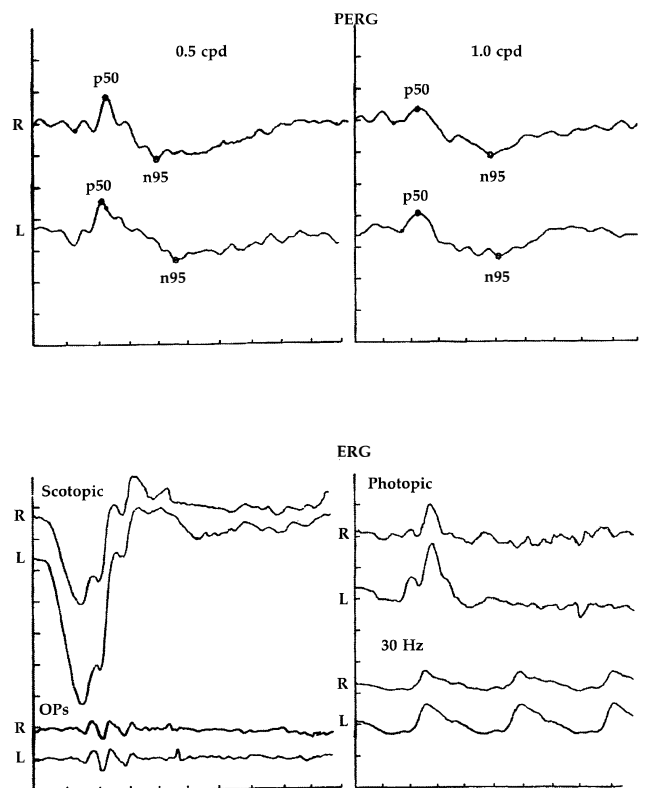 PERG
0.5 cpd
1.0 cpd
p50
p50
R
n95
n95
p50
p50
L
n95
n95
ERG
Scotopic
Photopic
R
R
L
L
30 Hz
OPs
R
R
L
L